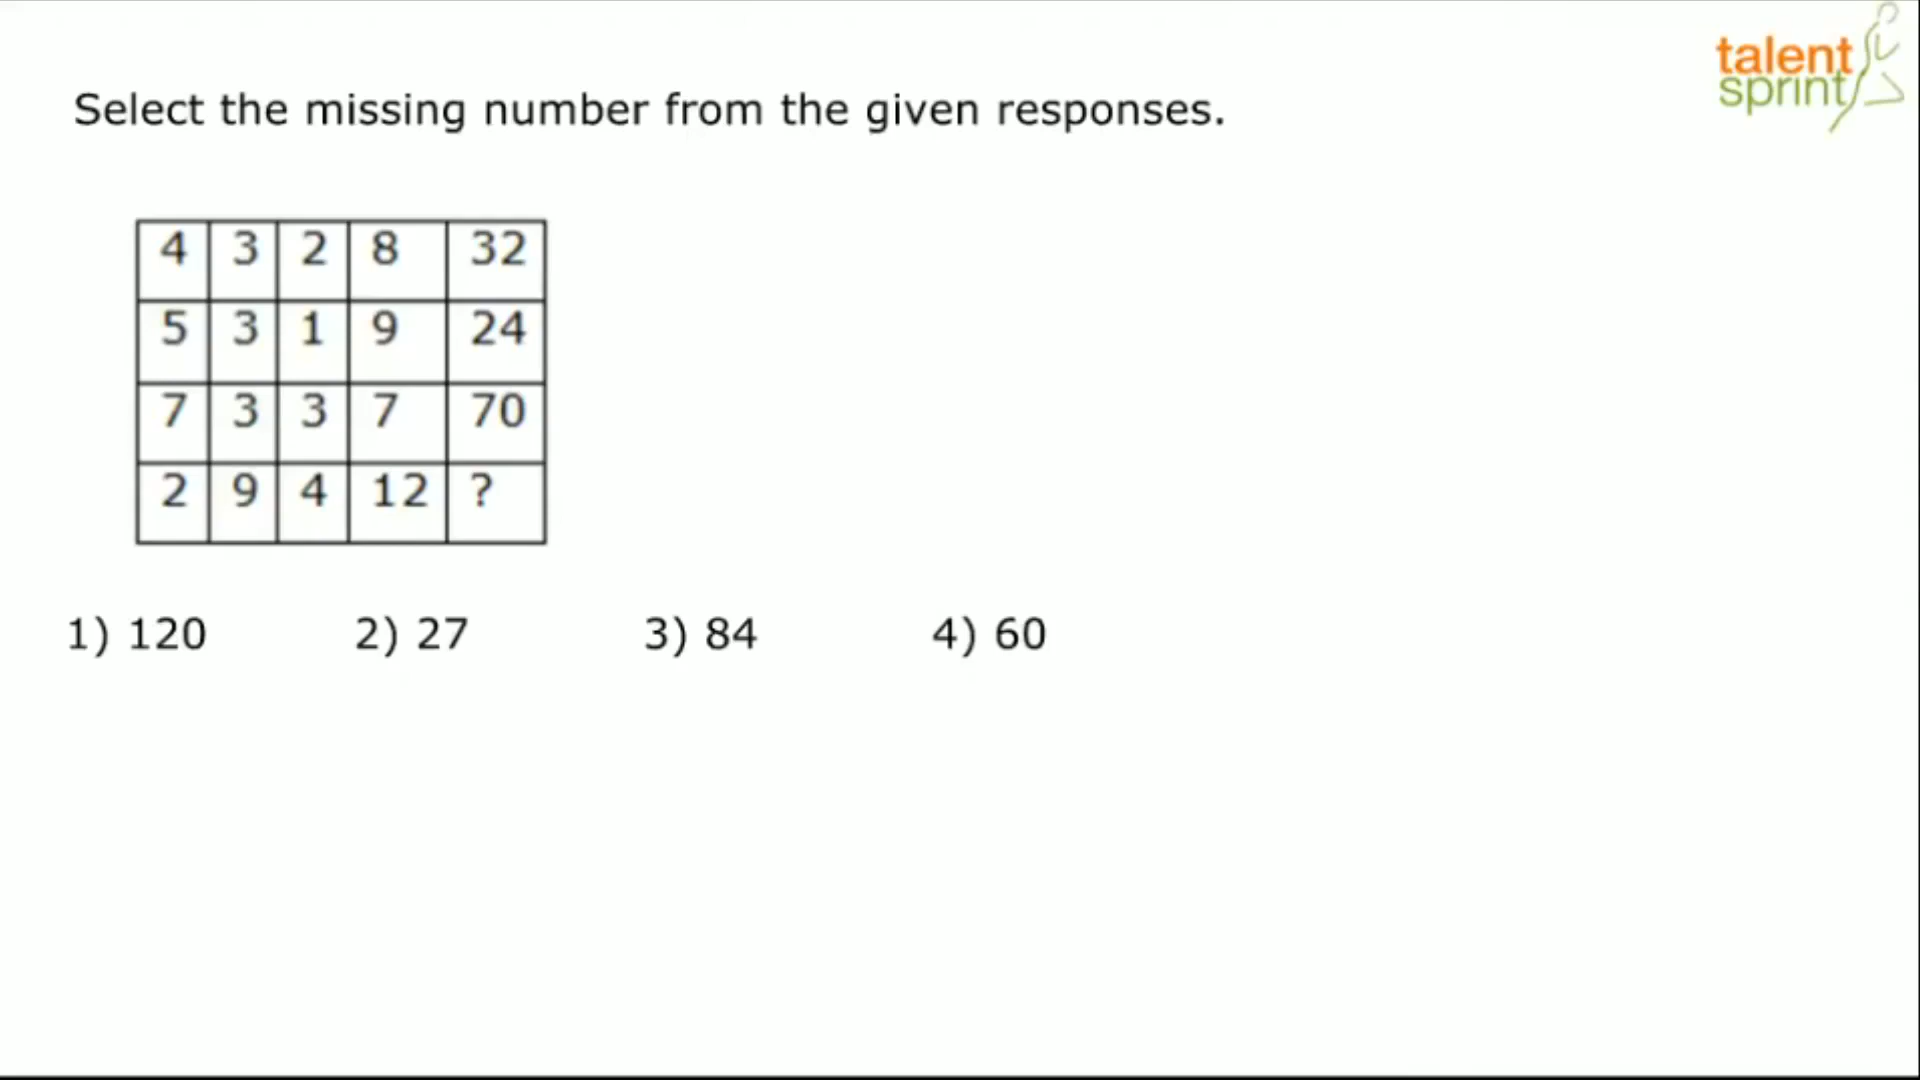 talent
sprint
Select the missing number from the given responses.
4 3 2 8 32
5 3 1 9 24
7 3 3 7 70
2 9 4 12 ?
1) 120 2) 27 3) 84 4) 60